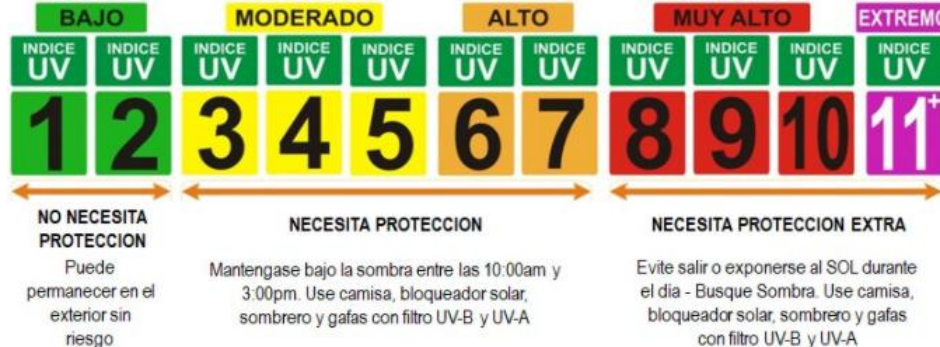 BAJO MODERADO ALTO MUY ALTO EXTREMO
INDICE INDICE INDICE INDICE INDICE INDICE INDICE INDICE INDICE INDICE INDICE
UV UV UV UV UV UV UV UV UV UV UV
1 2 3 4 5 6 7 8 9 10 11+
NO NECESITA
PROTECCION
Puede
permanecer en el
exterior sin
riesgo
NECESITA PROTECCION
Mantengase bajo la sombra entre las 10:00am y
3:00pm. Use camisa, bloqueador solar,
sombrero y gafas con filtro UV-B y UV-A
NECESITA PROTECCION EXTRA
Evite salir o exponerse al SOL durante
el dia - Busque Sombra. Use camisa,
bloqueador solar, sombrero y gafas
con filtro UV-B y UV-A